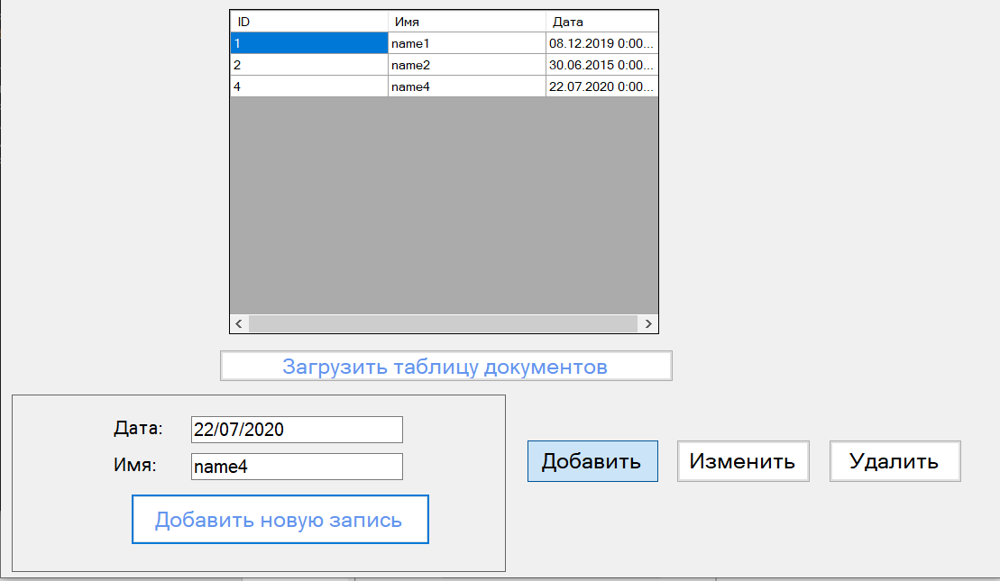 ID Имя Дата
1 name1 08.12.2019 0:00...
2 name2 30.06.2015 0:00...
4 name4 22.07.2020 0:00...
Загрузить таблицу документов
Дата: 22/07/2020
Имя: name4
Добавить новую запись
Добавить Изменить Удалить